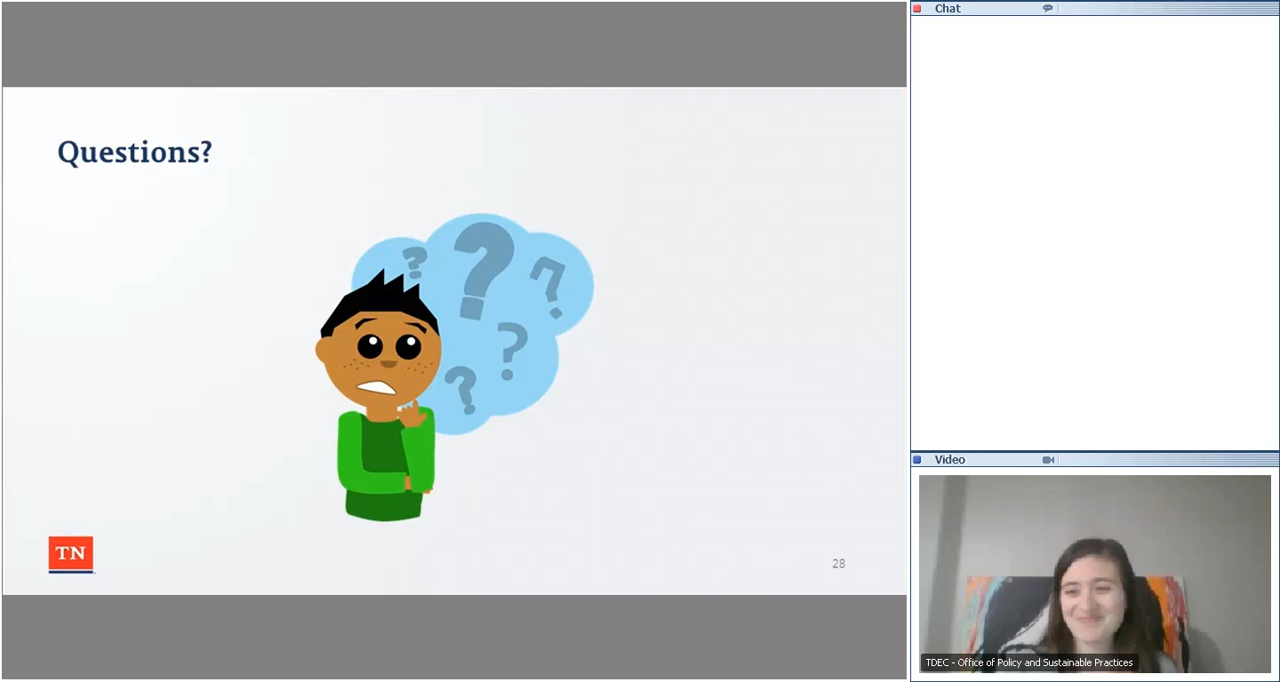 Questions?
?
?
?
?
?
TN
28
Chat
Video
TDEC - Office of Policy and Sustainable Practices